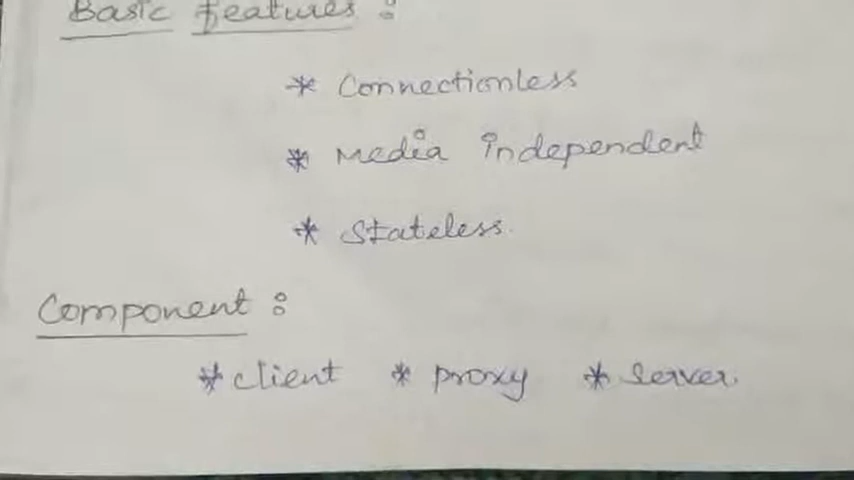 Basic features :
* Connectionless
* Media independent
* Stateless.
Component :
* client * proxy * server.